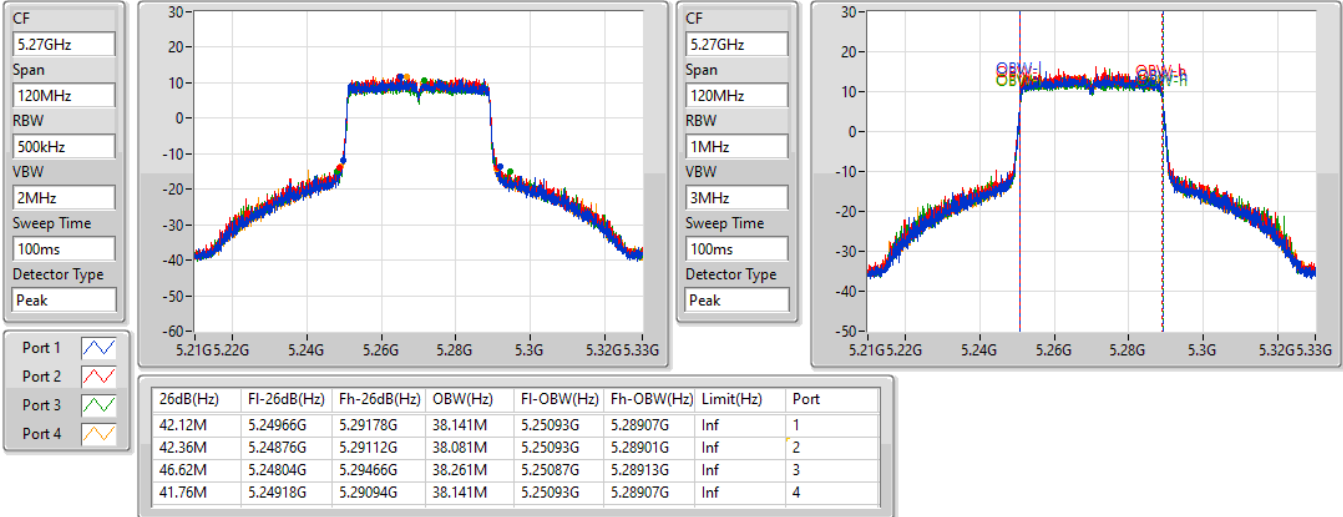 CF
5.27GHz
Span
120MHz
RBW
500kHz
VBW
2MHz
Sweep Time
100ms
Detector Type
Peak
30
20
10
0
-10
-20
-30
-40
-50
-60
5.21G 5.22G 5.24G 5.26G 5.28G 5.3G 5.32G 5.33G
CF
5.27GHz
Span
120MHz
RBW
1MHz
VBW
3MHz
Sweep Time
100ms
Detector Type
Peak
30
20
10
0
-10
-20
-30
-40
-50
OBW-l OBW-h
5.21G 5.22G 5.24G 5.26G 5.28G 5.3G 5.32G 5.33G
Port 1
Port 2
Port 3
Port 4
26dB(Hz) Fl-26dB(Hz) Fh-26dB(Hz) OBW(Hz) Fl-OBW(Hz) Fh-OBW(Hz) Limit(Hz) Port
42.12M 5.24966G 5.29178G 38.141M 5.25093G 5.28907G Inf 1
42.36M 5.24876G 5.29112G 38.081M 5.25093G 5.28901G Inf 2
46.62M 5.24804G 5.29466G 38.261M 5.25087G 5.28913G Inf 3
41.76M 5.24918G 5.29094G 38.141M 5.25093G 5.28907G Inf 4